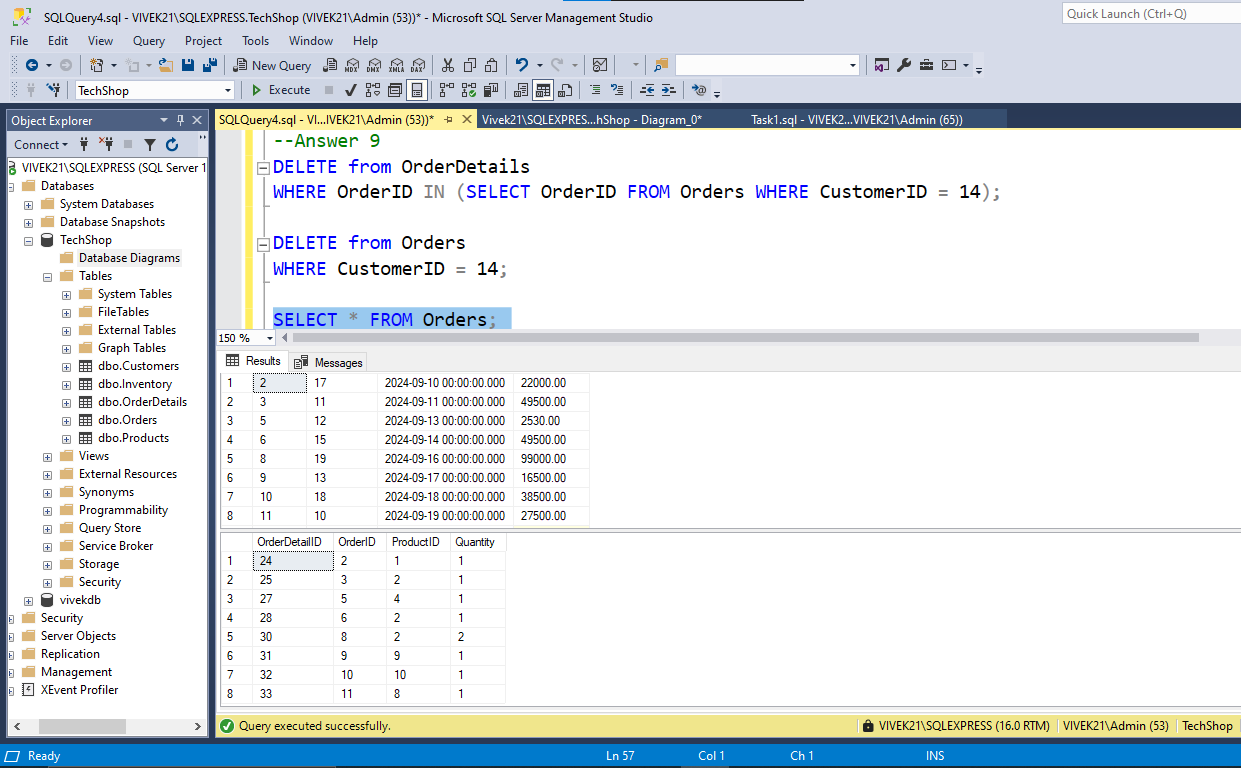 SQLQuery4.sql - VIVEK21\SQLEXPRESS.TechShop (VIVEK21\Admin (53))* - Microsoft SQL Server Management Studio
Quick Launch (Ctrl+Q)
File Edit View Query Project Tools Window Help
New Query MDX DMX XMLA DAX
TechShop Execute
Object Explorer
SQLQuery4.sql - VI...IVEK21\Admin (53))* Vivek21\SQLEXPRES...hShop - Diagram_0* Task1.sql - VIVEK2...VIVEK21\Admin (65))
Connect
VIVEK21\SQLEXPRESS (SQL Server 1
Databases
System Databases
Database Snapshots
TechShop
Database Diagrams
Tables
System Tables
FileTables
External Tables
Graph Tables
dbo.Customers
dbo.Inventory
dbo.OrderDetails
dbo.Orders
dbo.Products
Views
External Resources
Synonyms
Programmability
Query Store
Service Broker
Storage
Security
vivekdb
Security
Server Objects
Replication
Management
XEvent Profiler
--Answer 9
DELETE from OrderDetails
WHERE OrderID IN (SELECT OrderID FROM Orders WHERE CustomerID = 14);
DELETE from Orders
WHERE CustomerID = 14;
SELECT * FROM Orders;
150 %
Results Messages
1 2 17 2024-09-10 00:00:00.000 22000.00
2 3 11 2024-09-11 00:00:00.000 49500.00
3 5 12 2024-09-13 00:00:00.000 2530.00
4 6 15 2024-09-14 00:00:00.000 49500.00
5 8 19 2024-09-16 00:00:00.000 99000.00
6 9 13 2024-09-17 00:00:00.000 16500.00
7 10 18 2024-09-18 00:00:00.000 38500.00
8 11 10 2024-09-19 00:00:00.000 27500.00
OrderDetailID OrderID ProductID Quantity
1 24 2 1 1
2 25 3 2 1
3 27 5 4 1
4 28 6 2 1
5 30 8 2 2
6 31 9 9 1
7 32 10 10 1
8 33 11 8 1
Query executed successfully. VIVEK21\SQLEXPRESS (16.0 RTM) VIVEK21\Admin (53) TechShop
Ready Ln 57 Col 1 Ch 1 INS